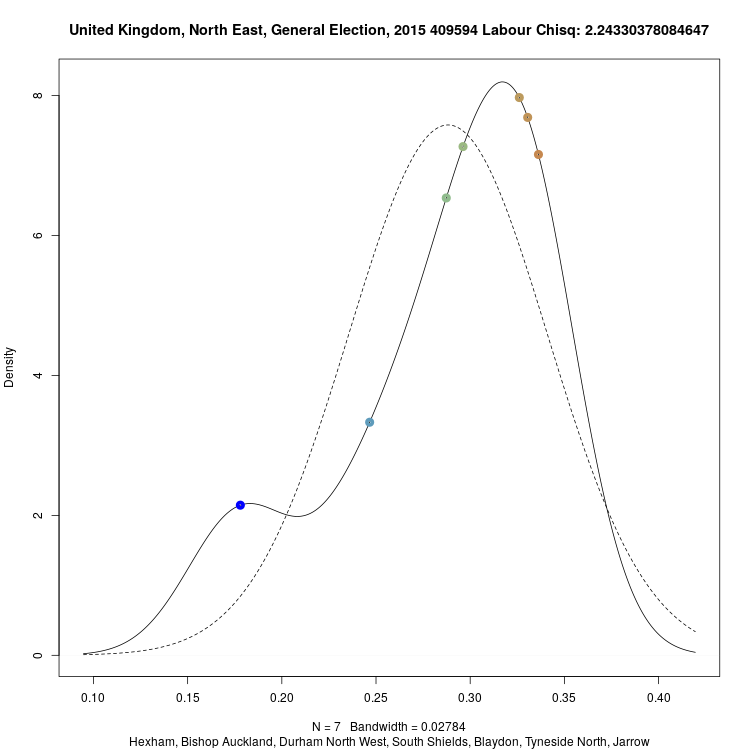 United Kingdom, North East, General Election, 2015 409594 Labour Chisq: 2.24330378084647
Density
8
6
4
2
0
0.10 0.15 0.20 0.25 0.30 0.35 0.40
N = 7 Bandwidth = 0.02784
Hexham, Bishop Auckland, Durham North West, South Shields, Blaydon, Tyneside North, Jarrow